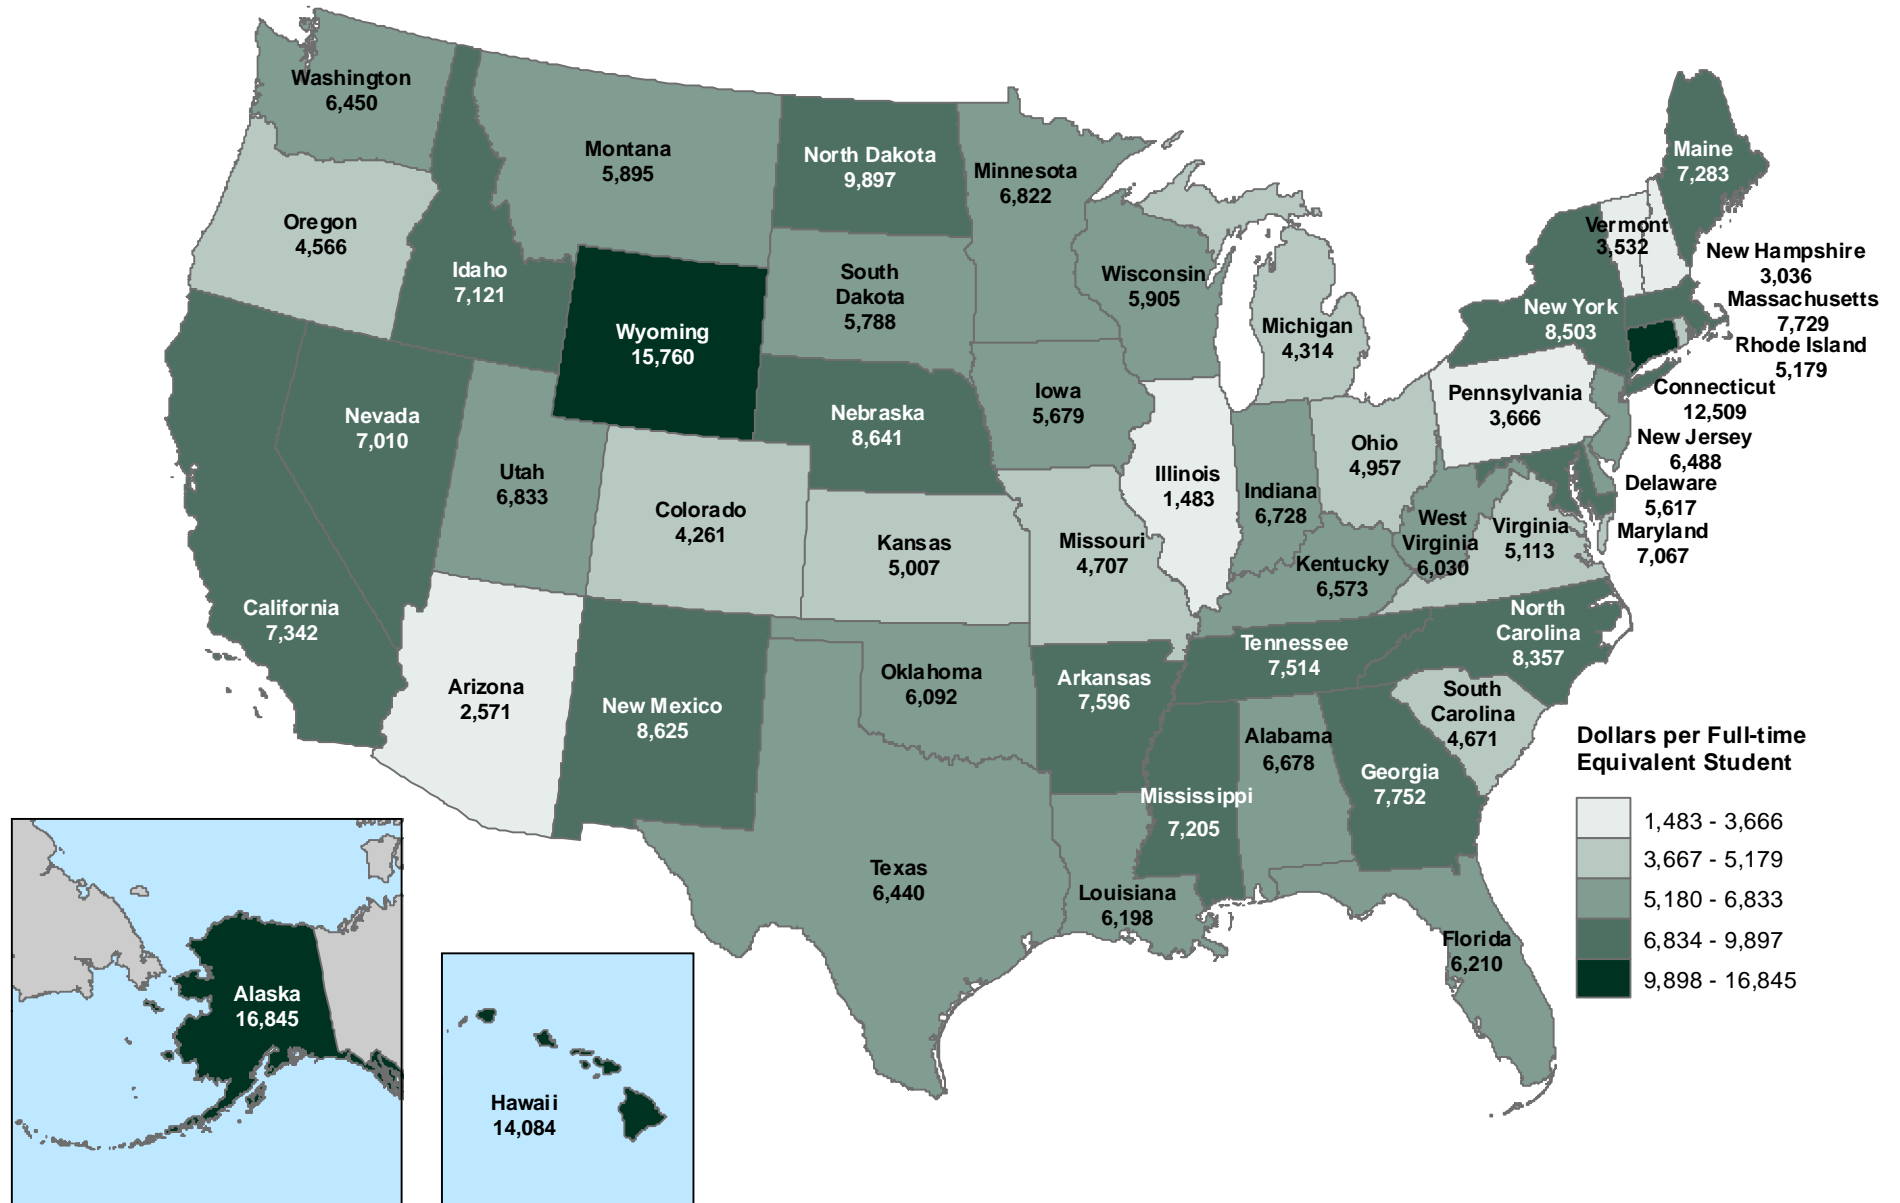 Washington
6,450
Montana
5,895
North Dakota
9,897
Minnesota
6,822
Maine
7,283
Oregon
4,566
Idaho
7,121
South
Dakota
5,788
Wisconsin
5,905
Vermont
3,532
New Hampshire
3,036
Massachusetts
7,729
Rhode Island
5,179
Connecticut
12,509
New Jersey
6,488
Delaware
5,617
Maryland
7,067
New York
8,503
Michigan
4,314
Wyoming
15,760
Iowa
5,679
Pennsylvania
3,666
Nevada
7,010
Nebraska
8,641
Ohio
4,957
Utah
6,833
Illinois
1,483
Indiana
6,728
Colorado
4,261
Kansas
5,007
Missouri
4,707
West
Virginia
6,030
Virginia
5,113
Kentucky
6,573
California
7,342
North
Carolina
8,357
Tennessee
7,514
Arizona
2,571
New Mexico
8,625
Oklahoma
6,092
Arkansas
7,596
South
Carolina
4,671
Alabama
6,678
Georgia
7,752
Mississippi
7,205
Texas
6,440
Louisiana
6,198
Florida
6,210
Alaska
16,845
Hawaii
14,084
Dollars per Full-time
Equivalent Student
1,483 - 3,666
3,667 - 5,179
5,180 - 6,833
6,834 - 9,897
9,898 - 16,845